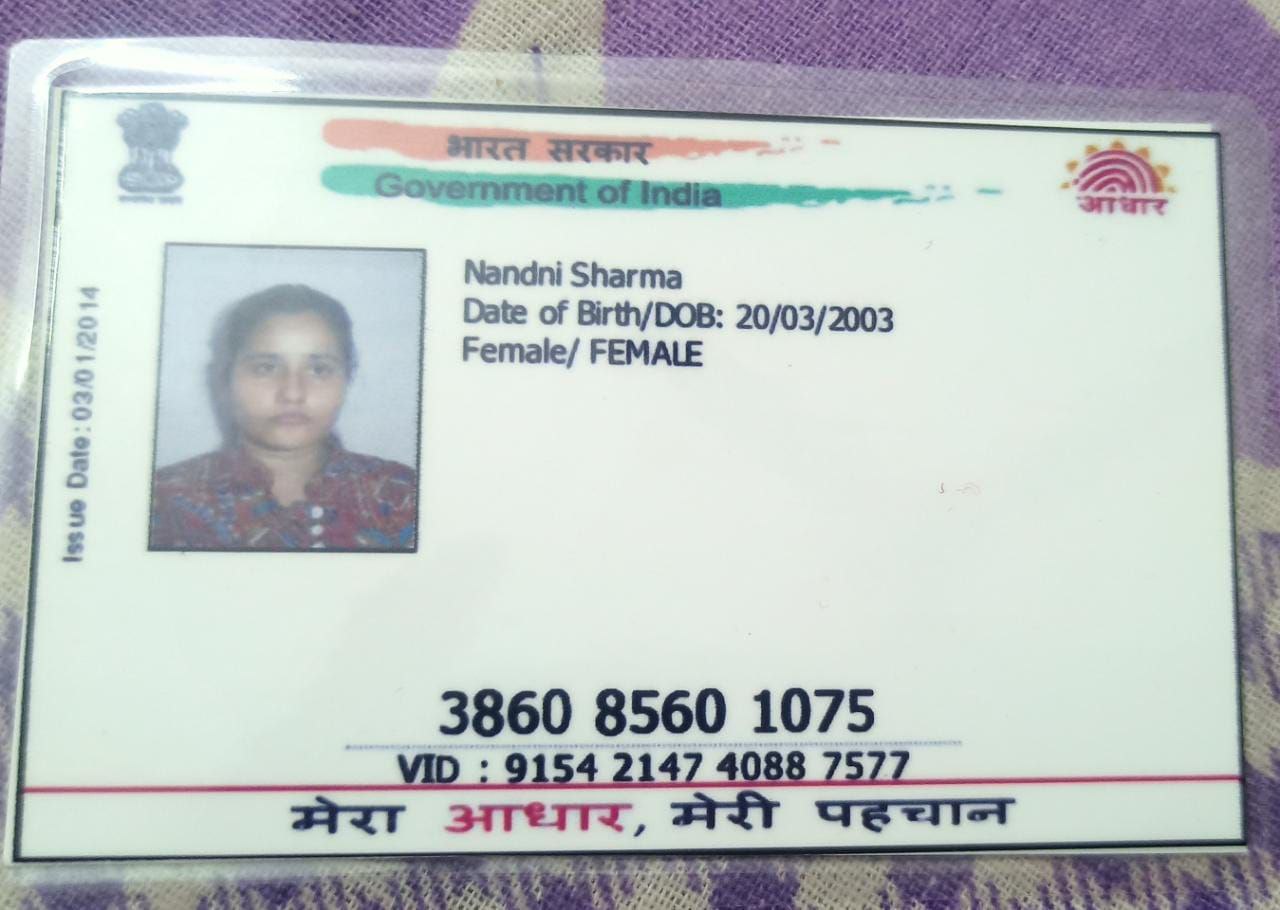 भारत सरकार
Government of India
आधार
Nandni Sharma
Date of Birth/DOB: 20/03/2003
Female/ FEMALE
Issue Date: 03/01/2014
3860 8560 1075
VID : 9154 2147 4088 7577
मेरा आधार, मेरी पहचान